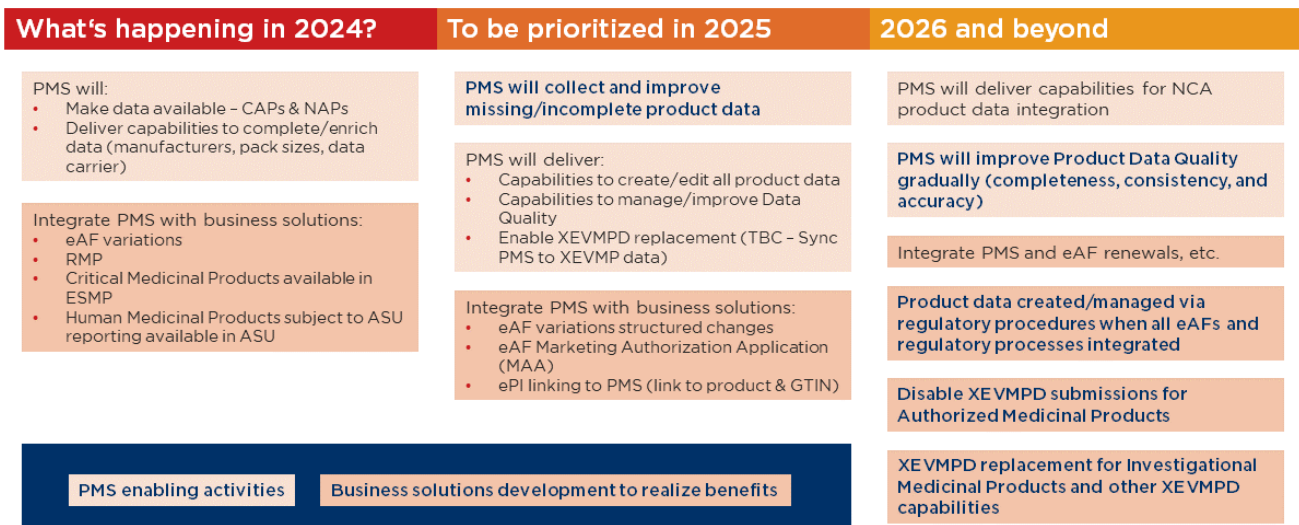 What's happening in 2024?
To be prioritized in 2025
2026 and beyond
PMS will:
• Make data available – CAPs & NAPs
• Deliver capabilities to complete/enrich
data (manufacturers, pack sizes, data
carrier)
Integrate PMS with business solutions:
• eAF variations
• RMP
• Critical Medicinal Products available in
ESMP
• Human Medicinal Products subject to ASU
reporting available in ASU
PMS will collect and improve
missing/incomplete product data
PMS will deliver:
• Capabilities to create/edit all product data
• Capabilities to manage/improve Data
Quality
• Enable XEVMPD replacement (TBC – Sync
PMS to XEVMP data)
Integrate PMS with business solutions:
• eAF variations structured changes
• eAF Marketing Authorization Application
(MAA)
• ePI linking to PMS (link to product & GTIN)
PMS will deliver capabilities for NCA
product data integration
PMS will improve Product Data Quality
gradually (completeness, consistency, and
accuracy)
Integrate PMS and eAF renewals, etc.
Product data created/managed via
regulatory procedures when all eAFs and
regulatory processes integrated
Disable XEVMPD submissions for
Authorized Medicinal Products
XEVMPD replacement for Investigational
Medicinal Products and other XEVMPD
capabilities
PMS enabling activities
Business solutions development to realize benefits